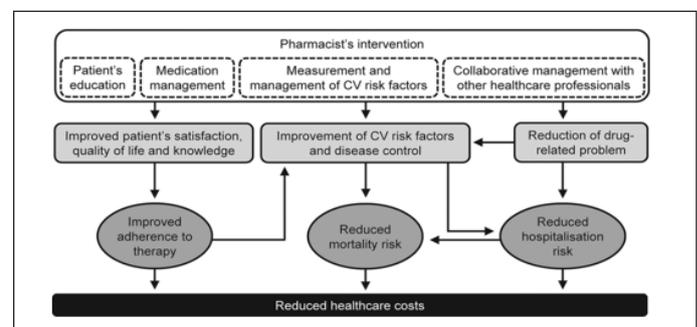 Pharmacist's intervention
Patient's
education
Medication
management
Measurement and
management of CV risk factors
Collaborative management with
other healthcare professionals
Improved patient's satisfaction,
quality of life and knowledge
Improvement of CV risk factors
and disease control
Reduction of drug-
related problem
Improved
adherence to
therapy
Reduced
mortality risk
Reduced
hospitalisation
risk
Reduced healthcare costs